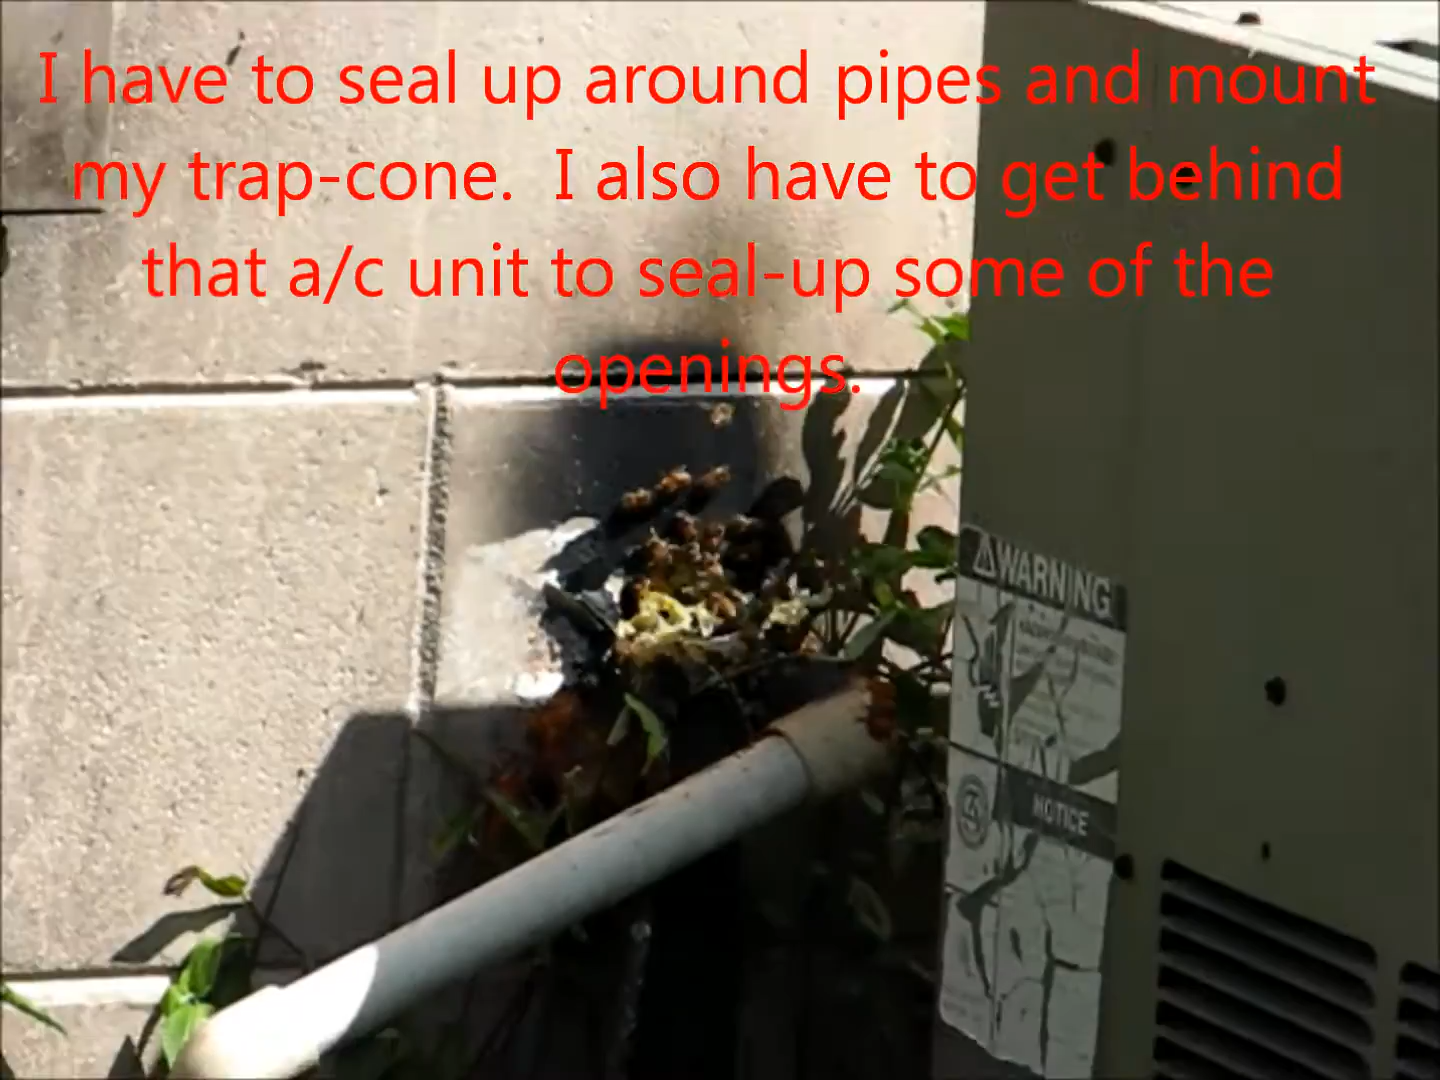 I have to seal up around pipes and mount
my trap-cone.  I also have to get behind
that a/c unit to seal-up some of the
openings.
WARNING
NOTICE